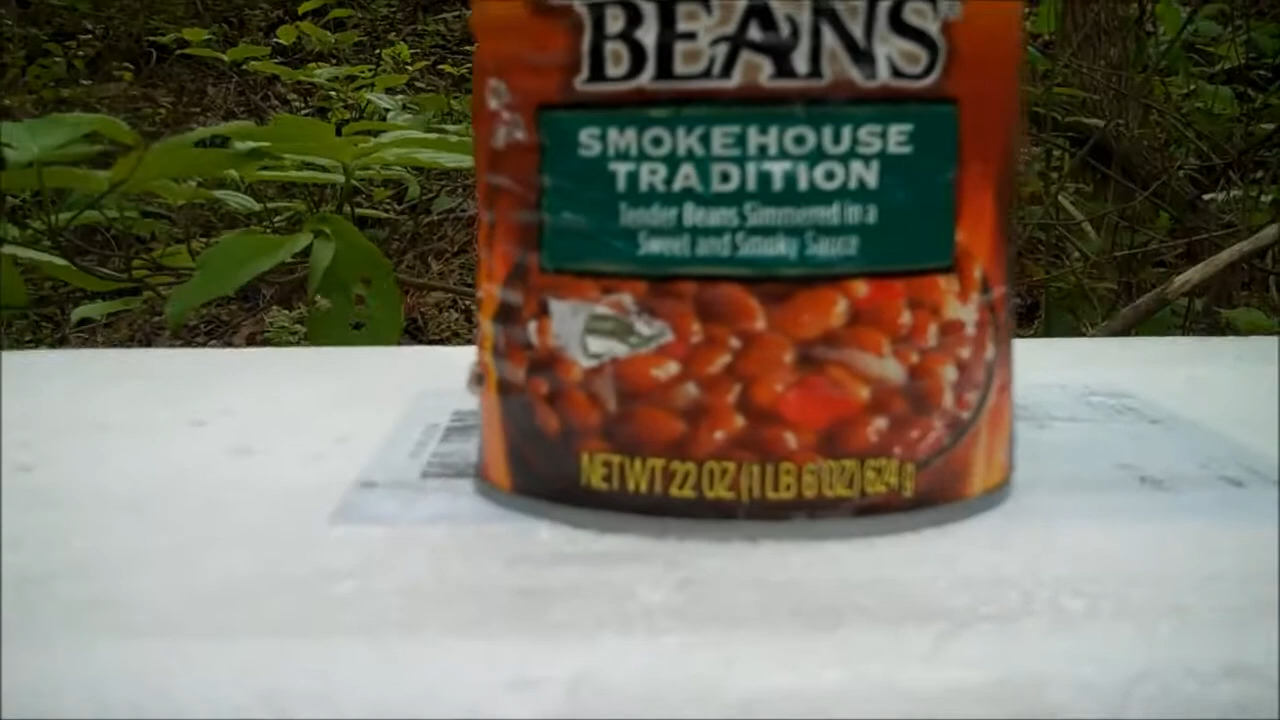 BEANS
SMOKEHOUSE
TRADITION
Tender Beans Simmered in a
Sweet and Smoky Sauce
NET WT 22 OZ (1 LB 6 OZ) 624 g